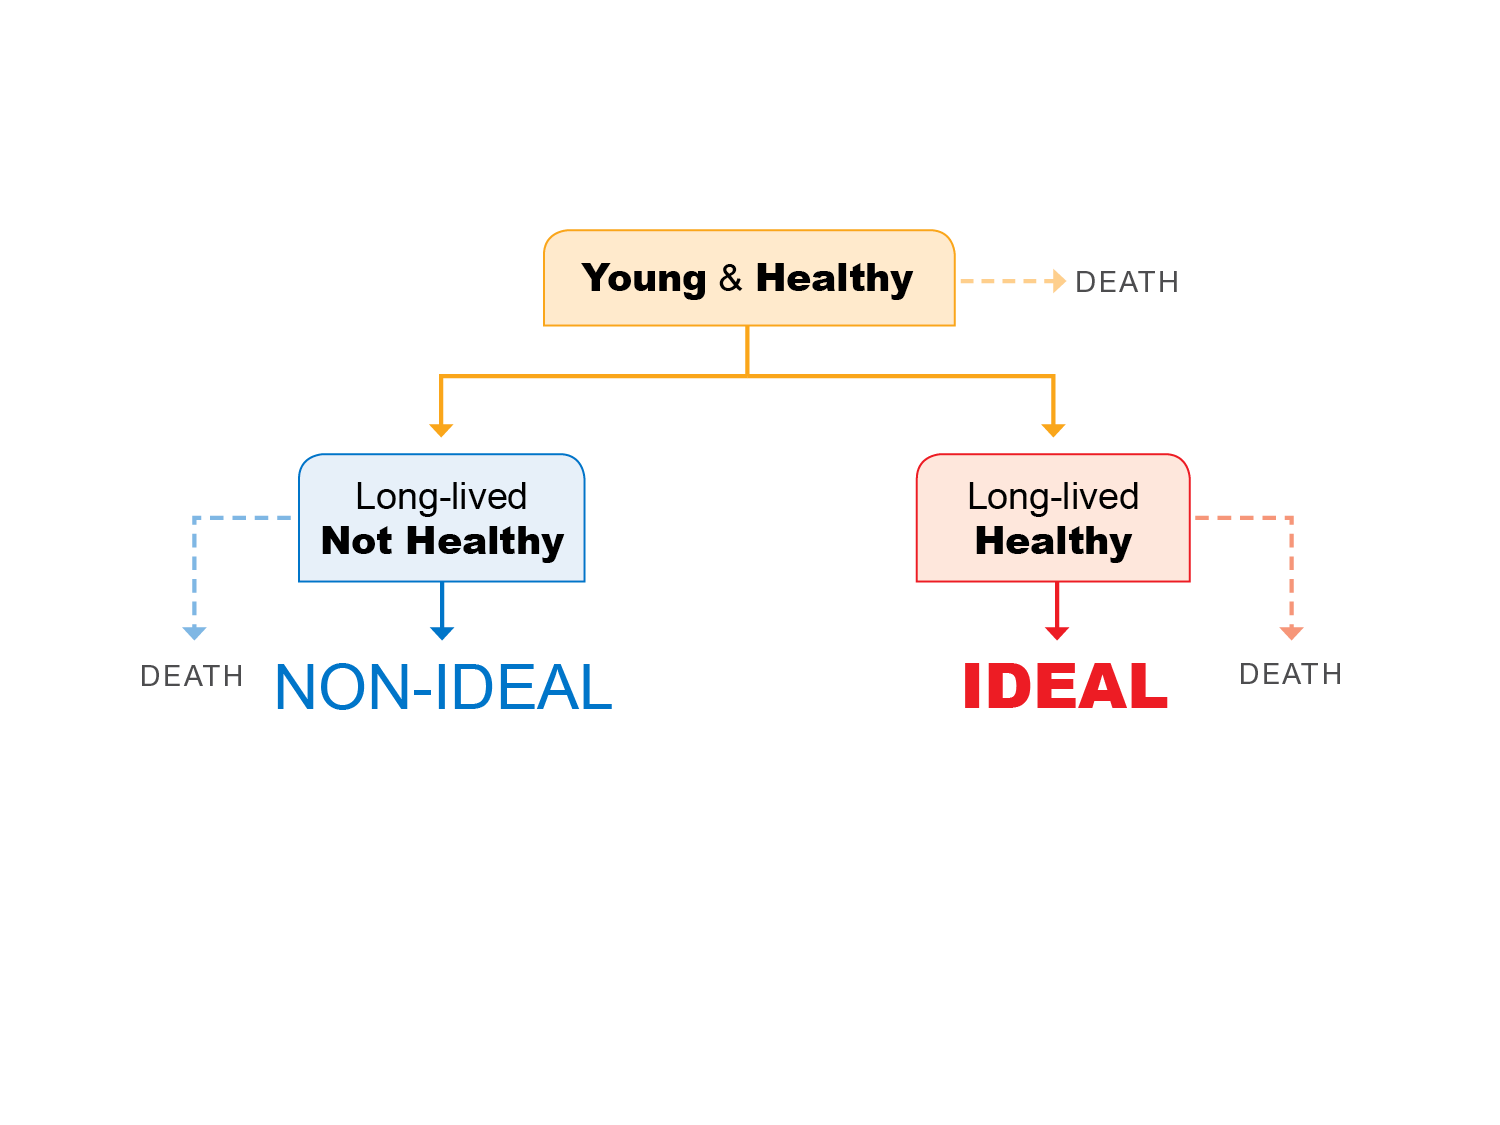 Young & Healthy
DEATH
Long-lived
Not Healthy
Long-lived
Healthy
DEATH
NON-IDEAL
IDEAL
DEATH